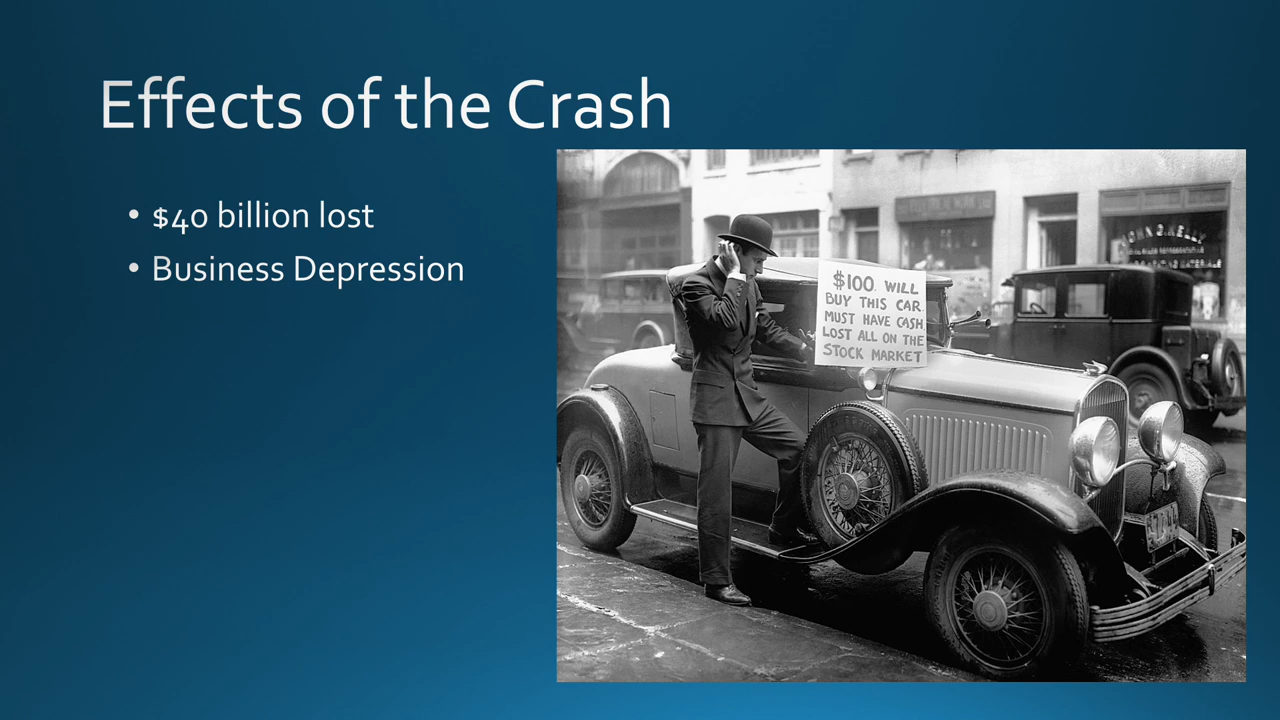 Effects of the Crash
• $40 billion lost
• Business Depression
$100. WILL
BUY THIS CAR.
MUST HAVE CASH
LOST ALL ON THE
STOCK MARKET